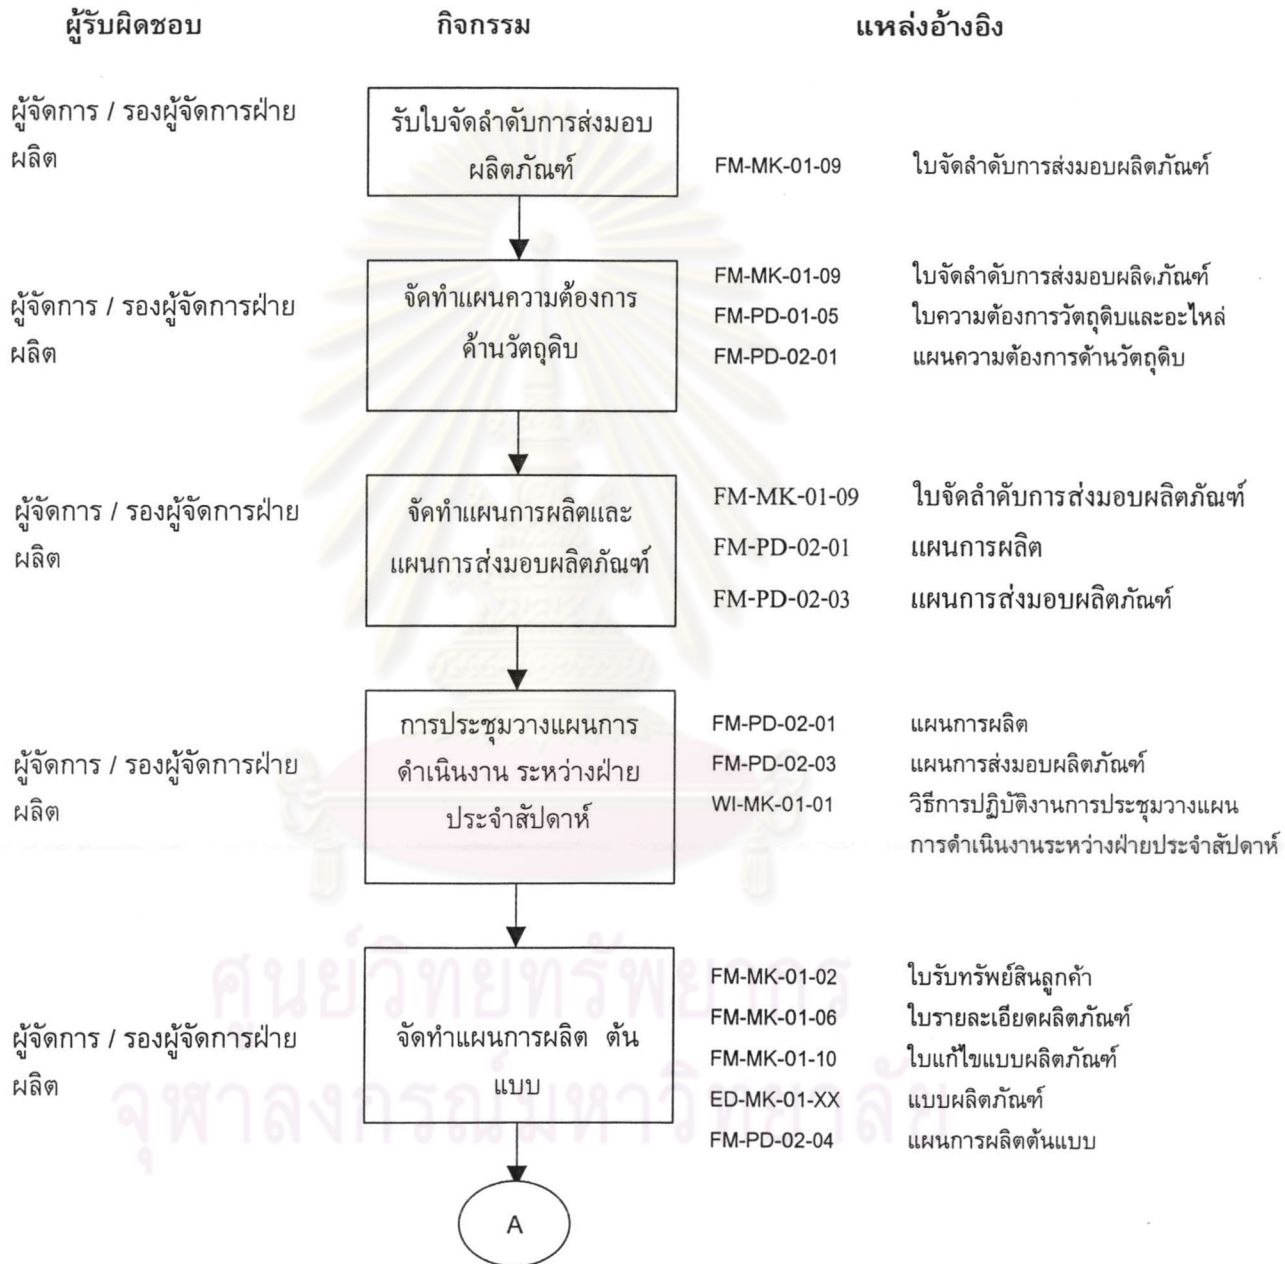 ผู้รับผิดชอบ กิจกรรม แหล่งอ้างอิง
ผู้จัดการ / รองผู้จัดการฝ่าย
ผลิต
รับใบจัดลำดับการส่งมอบ
ผลิตภัณฑ์
FM-MK-01-09 ใบจัดลำดับการส่งมอบผลิตภัณฑ์
ผู้จัดการ / รองผู้จัดการฝ่าย
ผลิต
จัดทำแผนความต้องการ
ด้านวัตถุดิบ
FM-MK-01-09 ใบจัดลำดับการส่งมอบผลิตภัณฑ์
FM-PD-01-05 ใบความต้องการวัตถุดิบและอะไหล่
FM-PD-02-01 แผนความต้องการด้านวัตถุดิบ
ผู้จัดการ / รองผู้จัดการฝ่าย
ผลิต
จัดทำแผนการผลิตและ
แผนการส่งมอบผลิตภัณฑ์
FM-MK-01-09 ใบจัดลำดับการส่งมอบผลิตภัณฑ์
FM-PD-02-01 แผนการผลิต
FM-PD-02-03 แผนการส่งมอบผลิตภัณฑ์
ผู้จัดการ / รองผู้จัดการฝ่าย
ผลิต
การประชุมวางแผนการ
ดำเนินงาน ระหว่างฝ่าย
ประจำสัปดาห์
FM-PD-02-01 แผนการผลิต
FM-PD-02-03 แผนการส่งมอบผลิตภัณฑ์
WI-MK-01-01 วิธีการปฏิบัติงานการประชุมวางแผน
การดำเนินงานระหว่างฝ่ายประจำสัปดาห์
ผู้จัดการ / รองผู้จัดการฝ่าย
ผลิต
จัดทำแผนการผลิต ต้น
แบบ
FM-MK-01-02 ใบรับทรัพย์สินลูกค้า
FM-MK-01-06 ใบรายละเอียดผลิตภัณฑ์
FM-MK-01-10 ใบแก้ไขแบบผลิตภัณฑ์
ED-MK-01-XX แบบผลิตภัณฑ์
FM-PD-02-04 แผนการผลิตต้นแบบ
A
ศูนย์วิทยทรัพยากร
จุฬาลงกรณ์มหาวิทยาลัย